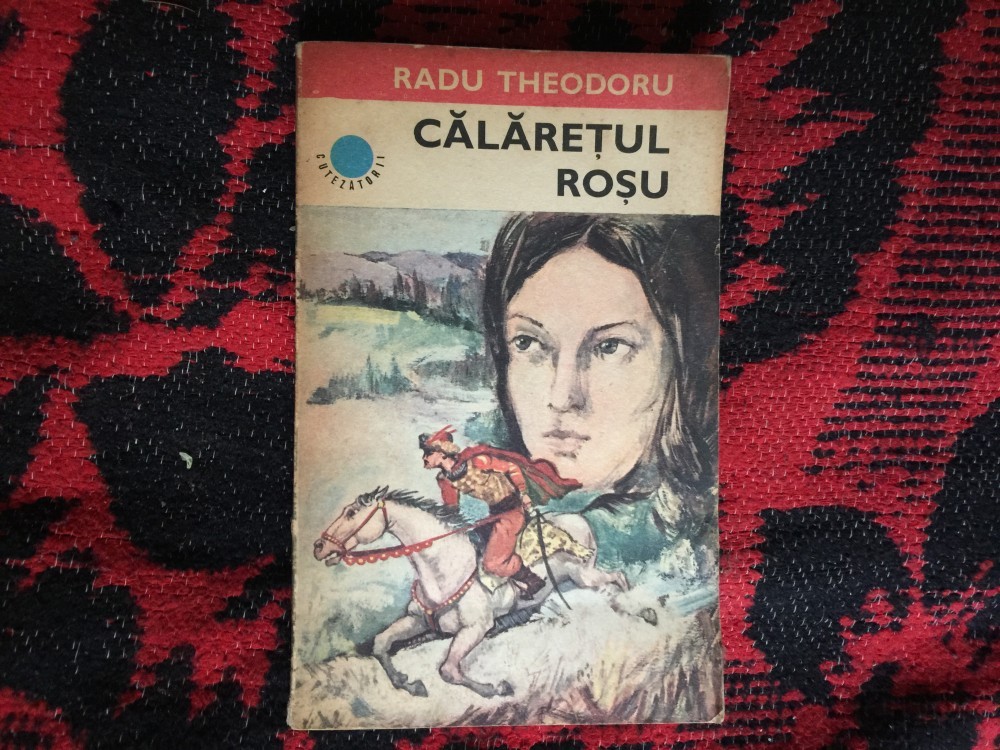 RADU THEODORU
CĂLĂREȚUL
ROȘU
CUTEZĂTORII